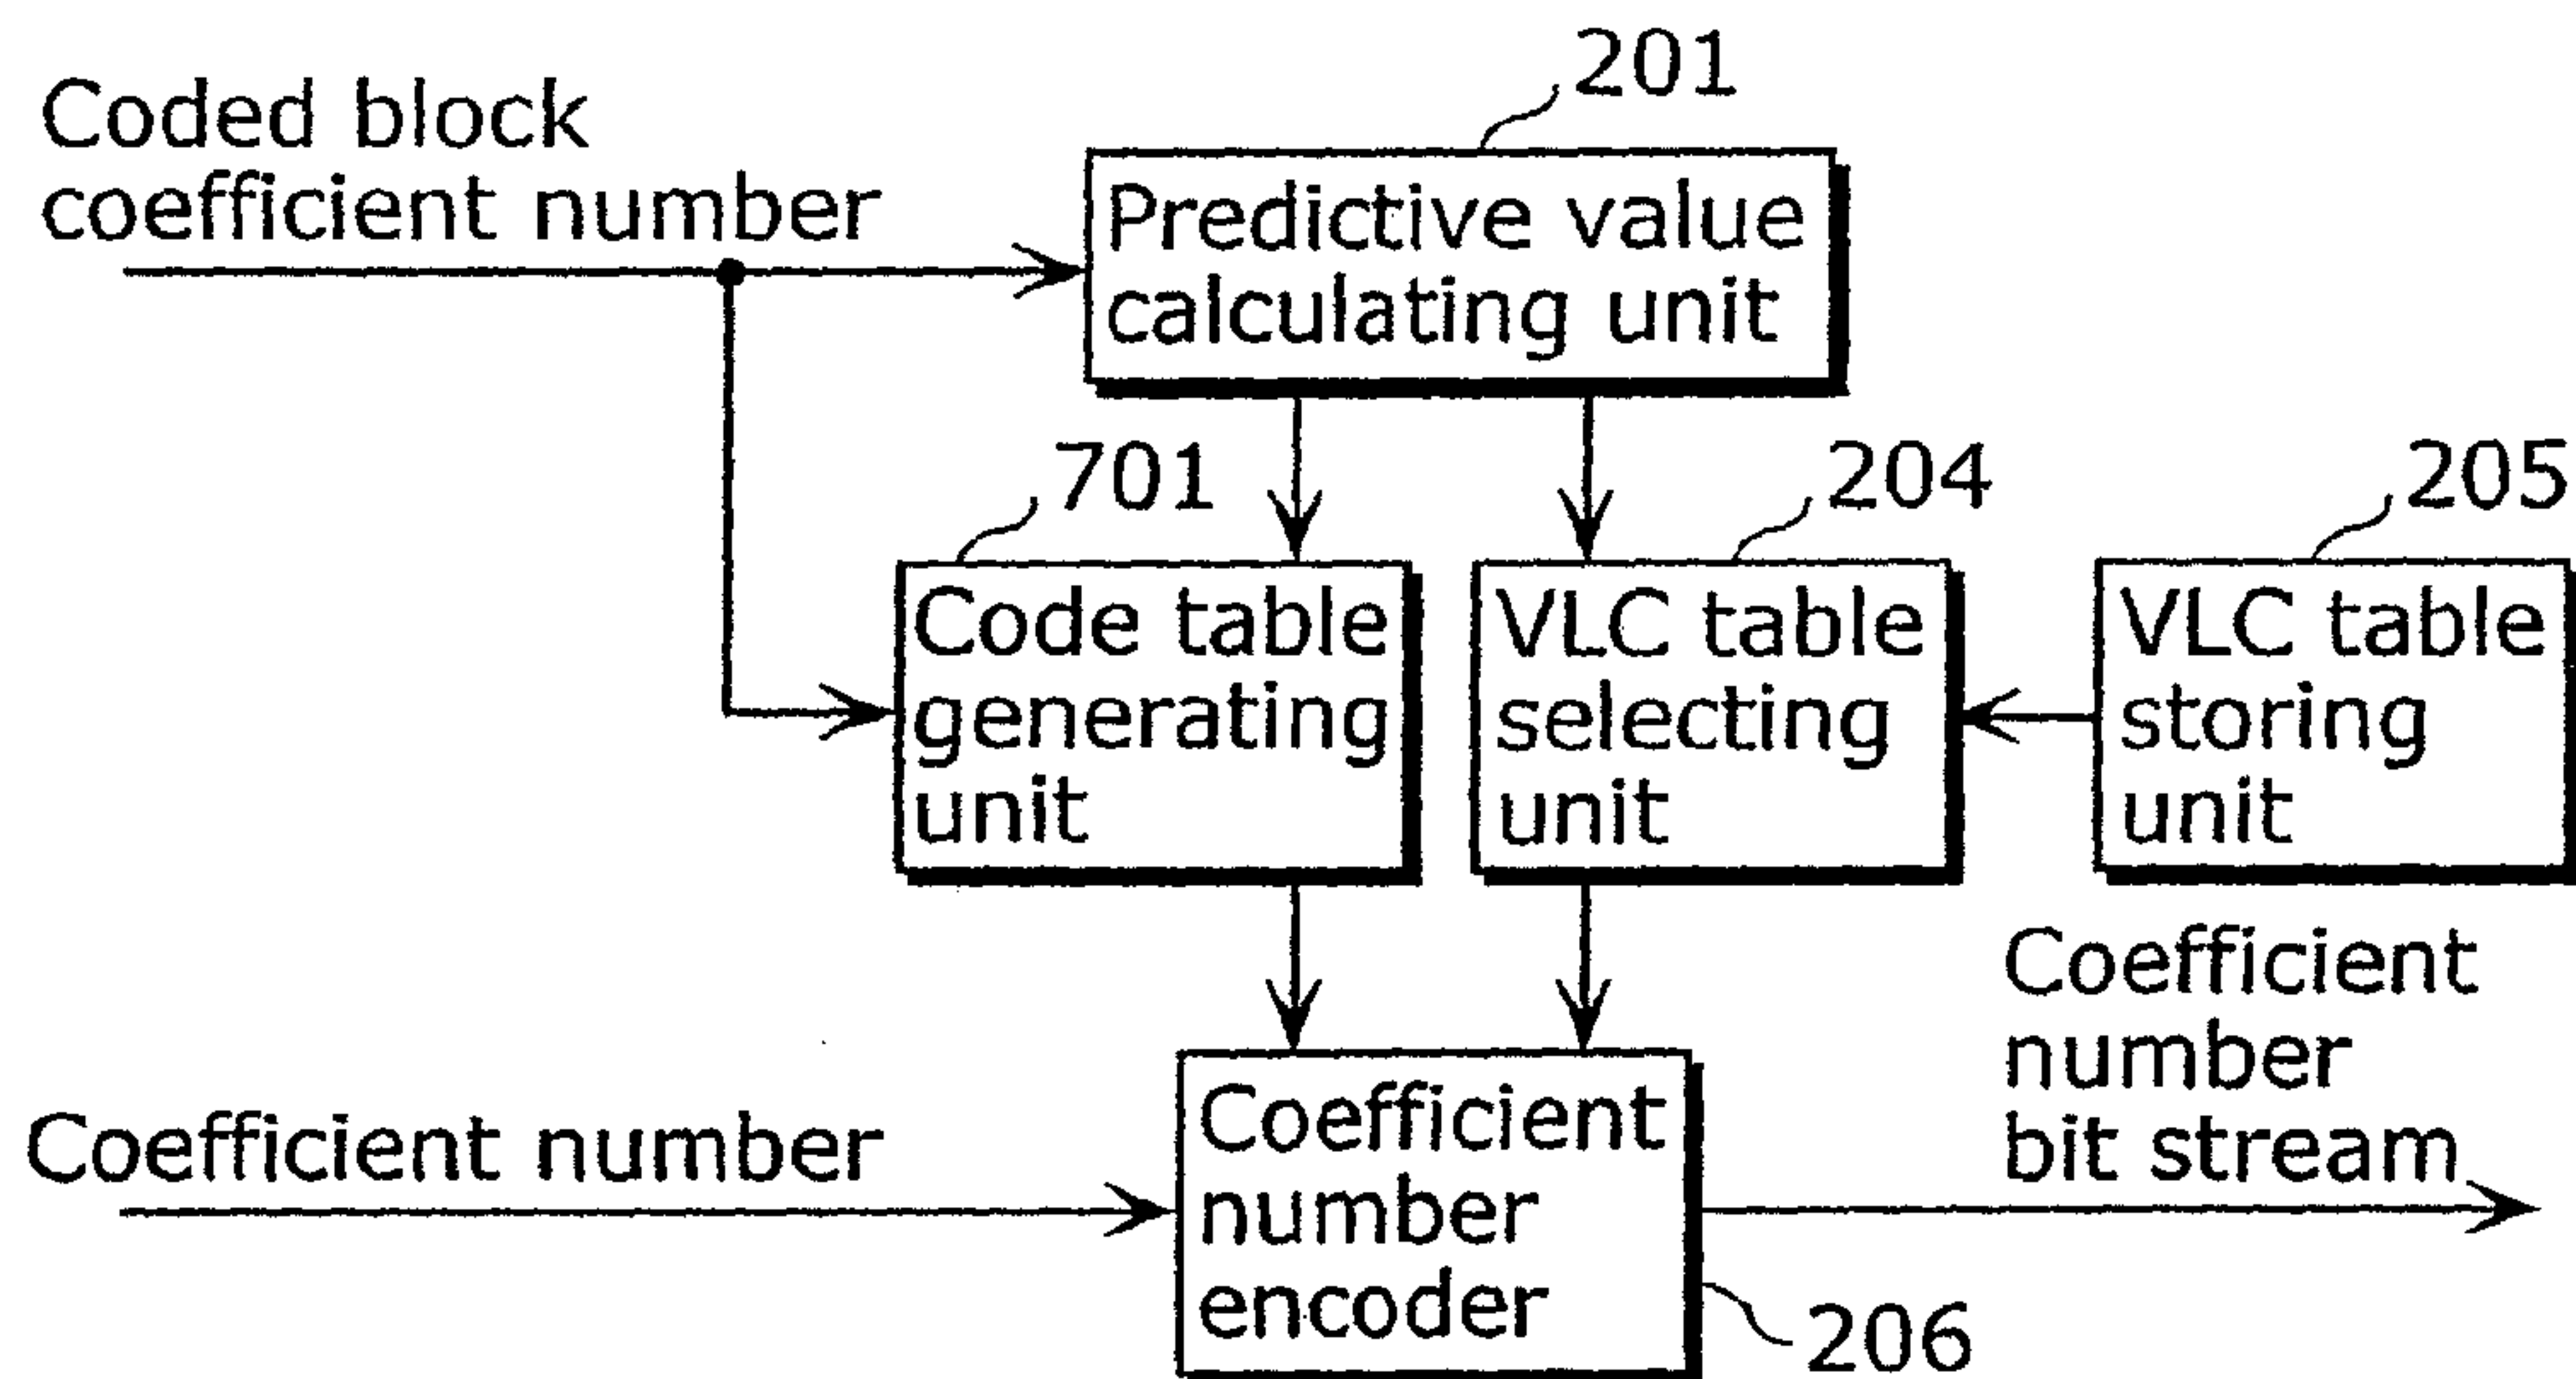 201
Coded block
coefficient number
Predictive value
calculating unit
701
204
205
Code table
generating
unit
VLC table
selecting
unit
VLC table
storing
unit
Coefficient
number
bit stream
Coefficient number
Coefficient
number
encoder
206